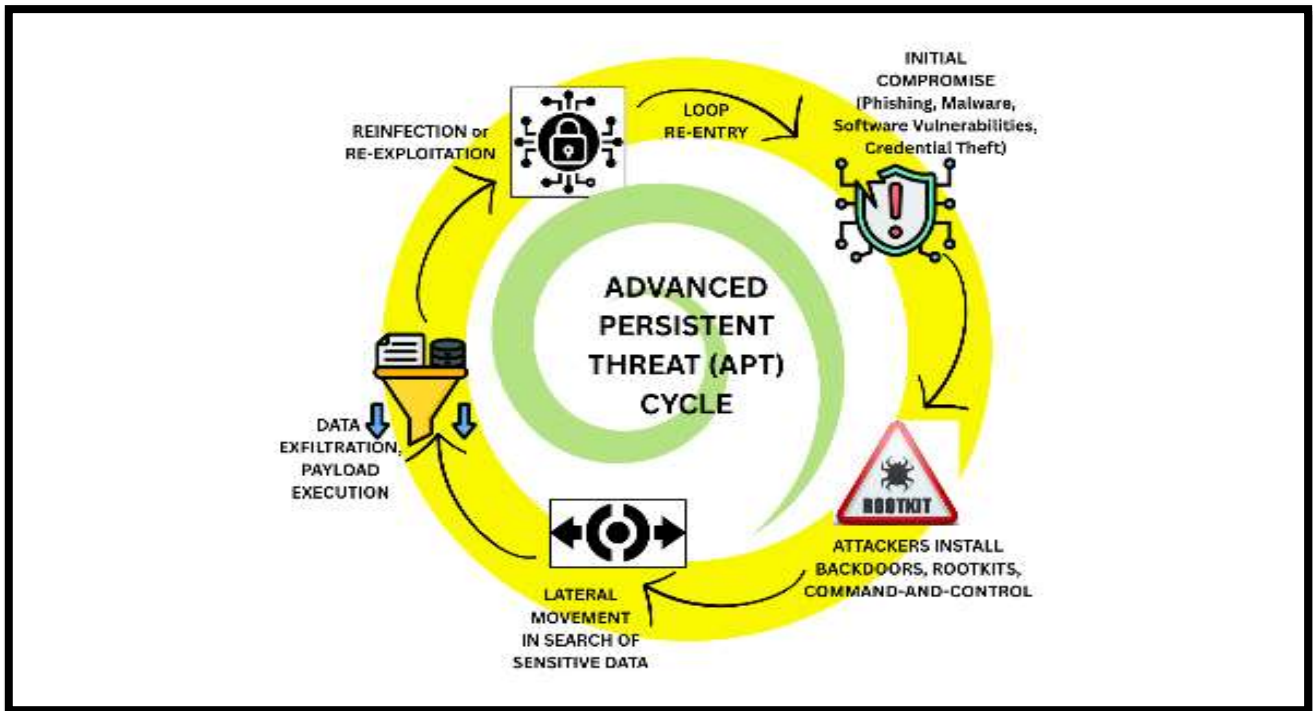 INITIAL
COMPROMISE
(Phishing, Malware,
Software Vulnerabilities,
Credential Theft)
LOOP
RE-ENTRY
REINFECTION or
RE-EXPLOITATION
ADVANCED
PERSISTENT
THREAT (APT)
CYCLE
DATA
EXFILTRATION,
PAYLOAD
EXECUTION
ROOTKIT
ATTACKERS INSTALL
BACKDOORS, ROOTKITS,
COMMAND-AND-CONTROL
LATERAL
MOVEMENT
IN SEARCH OF
SENSITIVE DATA